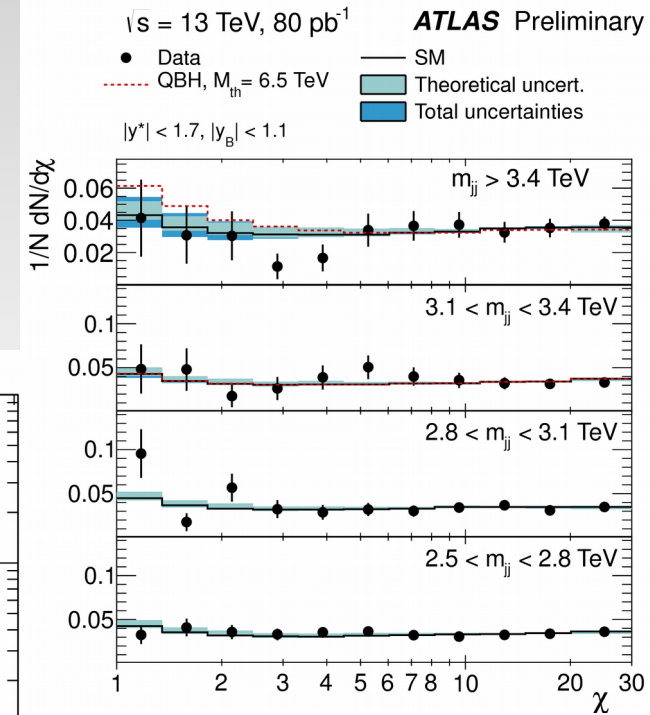 √s = 13 TeV, 80 pb⁻¹ ATLAS Preliminary
Data
QBH, M_th= 6.5 TeV
SM
Theoretical uncert.
Total uncertainties
|y*| < 1.7, |y_B| < 1.1
1/N dN/dχ
m_jj > 3.4 TeV
0.06
0.04
0.02
3.1 < m_jj < 3.4 TeV
0.1
0.05
2.8 < m_jj < 3.1 TeV
0.1
0.05
2.5 < m_jj < 2.8 TeV
0.1
0.05
1 2 3 4 5 6 7 8 10 20 30
χ